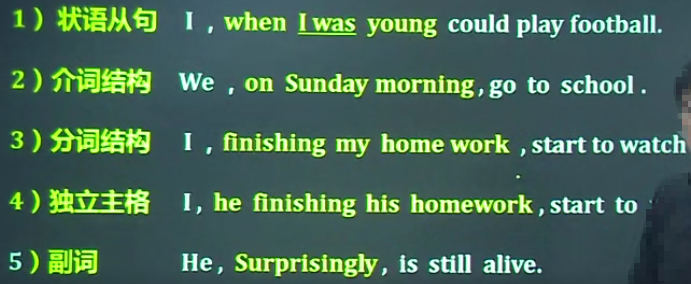 1）状语从句 I , when I was young could play football.
2）介词结构 We , on Sunday morning, go to school .
3）分词结构 I , finishing my home work , start to watch
4）独立主格 I, he finishing his homework , start to
5）副词 He, Surprisingly, is still alive.